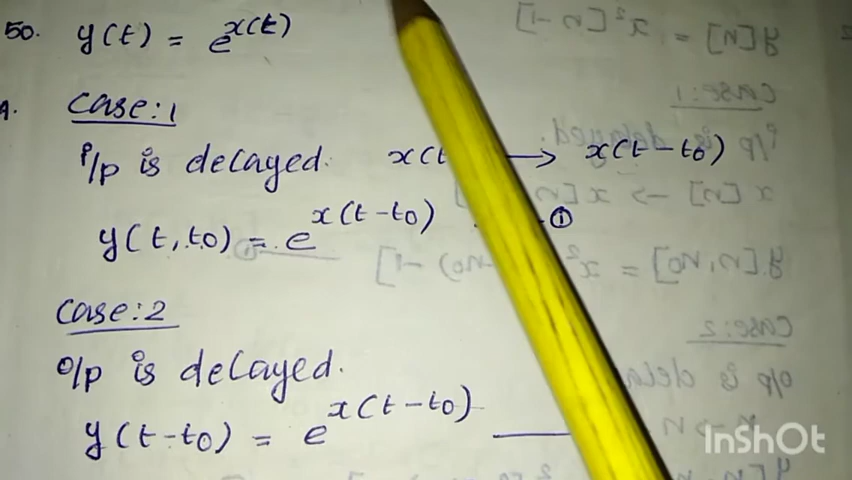 50. y(t) = e^x(t)
A. Case:1
i/p is delayed. x(t → x(t-t0)
y(t,t0) = e^x(t-t0) ①
Case:2
o/p is delayed.
y(t-t0) = e^x(t-t0)
InShOt